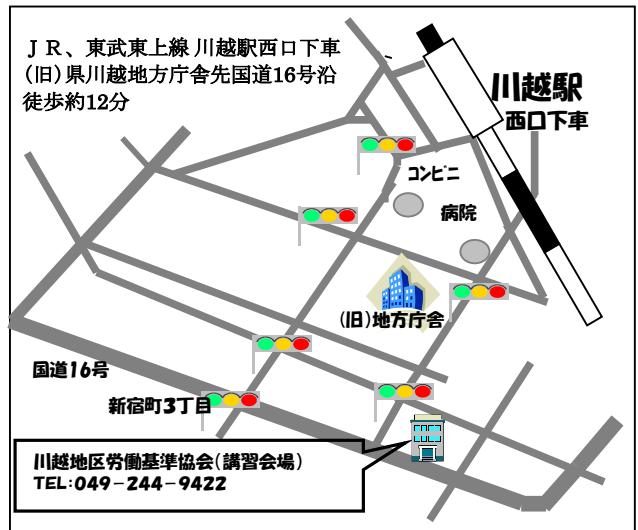 ＪＲ、東武東上線 川越駅西口下車
(旧)県川越地方庁舎先国道16号沿
徒歩約12分
川越駅
西口下車
コンビニ
病院
(旧)地方庁舎
国道16号
新宿町3丁目
川越地区労働基準協会(講習会場)
TEL:049-244-9422